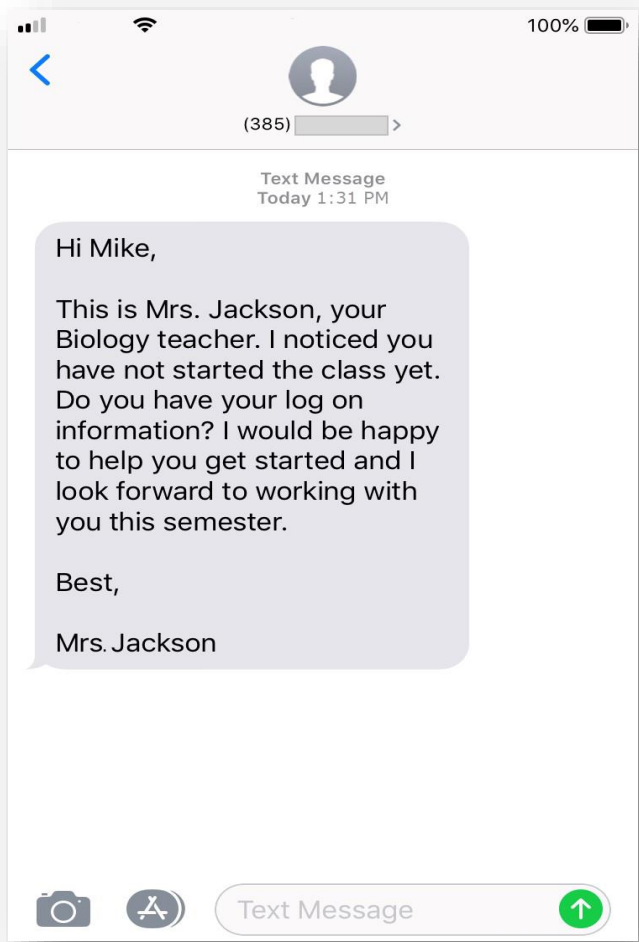 100%
(385)
Text Message
Today 1:31 PM
Hi Mike,
This is Mrs. Jackson, your
Biology teacher. I noticed you
have not started the class yet.
Do you have your log on
information? I would be happy
to help you get started and I
look forward to working with
you this semester.
Best,
Mrs. Jackson
Text Message